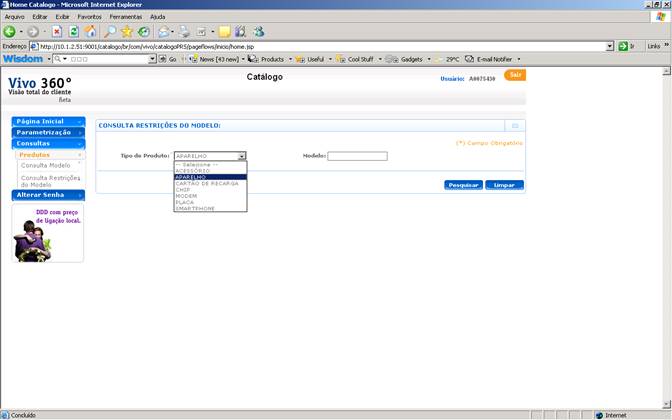 Home Catalogo - Microsoft Internet Explorer
Arquivo Editar Exibir Favoritos Ferramentas Ajuda
Endereço http://10.1.2.51:9001/catalogo/br/com/vivo/catalogoPRS/pageflows/inicio/home.jsp Ir Links »
Wisdom Go News [43 new] Products Useful Cool Stuff Gadgets 29°C E-mail Notifier
Vivo 360°
Visão total do cliente
Beta
Catálogo
Usuário: A0075430 Sair
Página Inicial
Parametrização
Consultas
Produtos
Consulta Modelo
Consulta Restrições
do Modelo
Alterar Senha
DDD com preço
de ligação local.
CONSULTA RESTRIÇÕES DO MODELO:
(*) Campo Obrigatório
Tipo do Produto: APARELHO Modelo:
-- Selecione --
ACESSÓRIO
APARELHO
CARTÃO DE RECARGA
CHIP
MODEM
PLACA
SMARTPHONE
Pesquisar Limpar
Concluído Internet